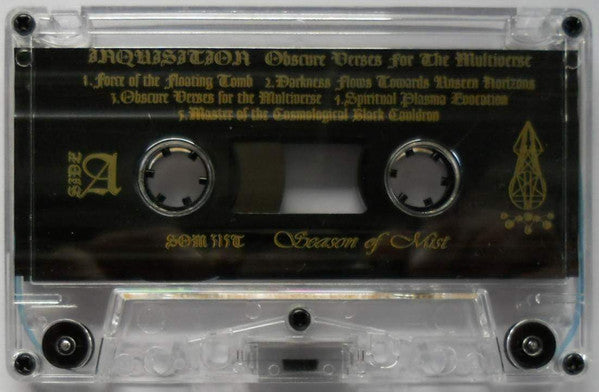 INQUISITION Obscure Verses For The Multiverse
1. Force of the Floating Tomb 2. Darkness Flows Towards Unseen Horizons
3. Obscure Verses for the Multiverse 4. Spiritual Plasma Evocation
5. Master of the Cosmological Black Cauldron
SIDE A
SOM 315T Season of Mist